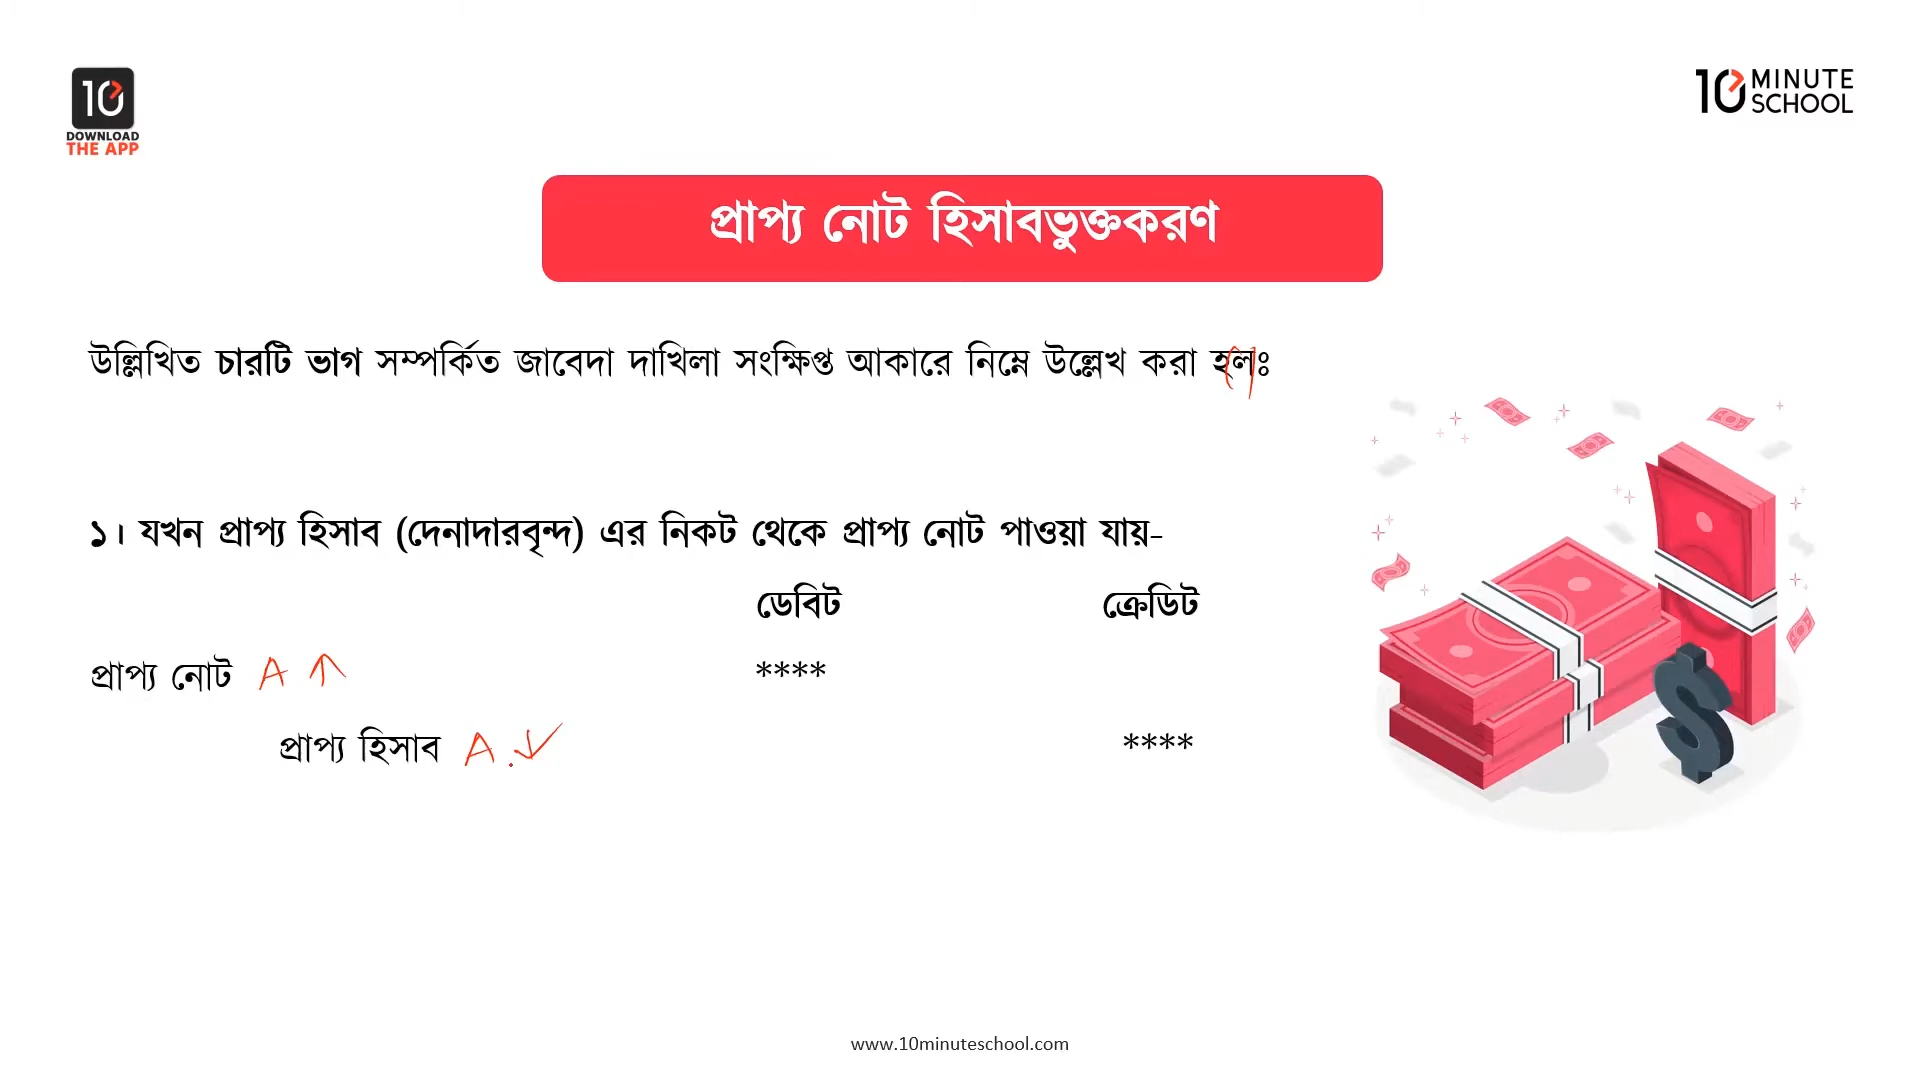 10
DOWNLOAD
THE APP
10 MINUTE
SCHOOL
প্রাপ্য নোট হিসাবভুক্তকরণ
উল্লিখিত চারটি ভাগ সম্পর্কিত জাবেদা দাখিলা সংক্ষিপ্ত আকারে নিম্নে উল্লেখ করা হলঃ
১। যখন প্রাপ্য হিসাব (দেনাদারবৃন্দ) এর নিকট থেকে প্রাপ্য নোট পাওয়া যায়-
ডেবিট ক্রেডিট
প্রাপ্য নোট A ↑ ****
প্রাপ্য হিসাব A ↓ ****
$
www.10minuteschool.com